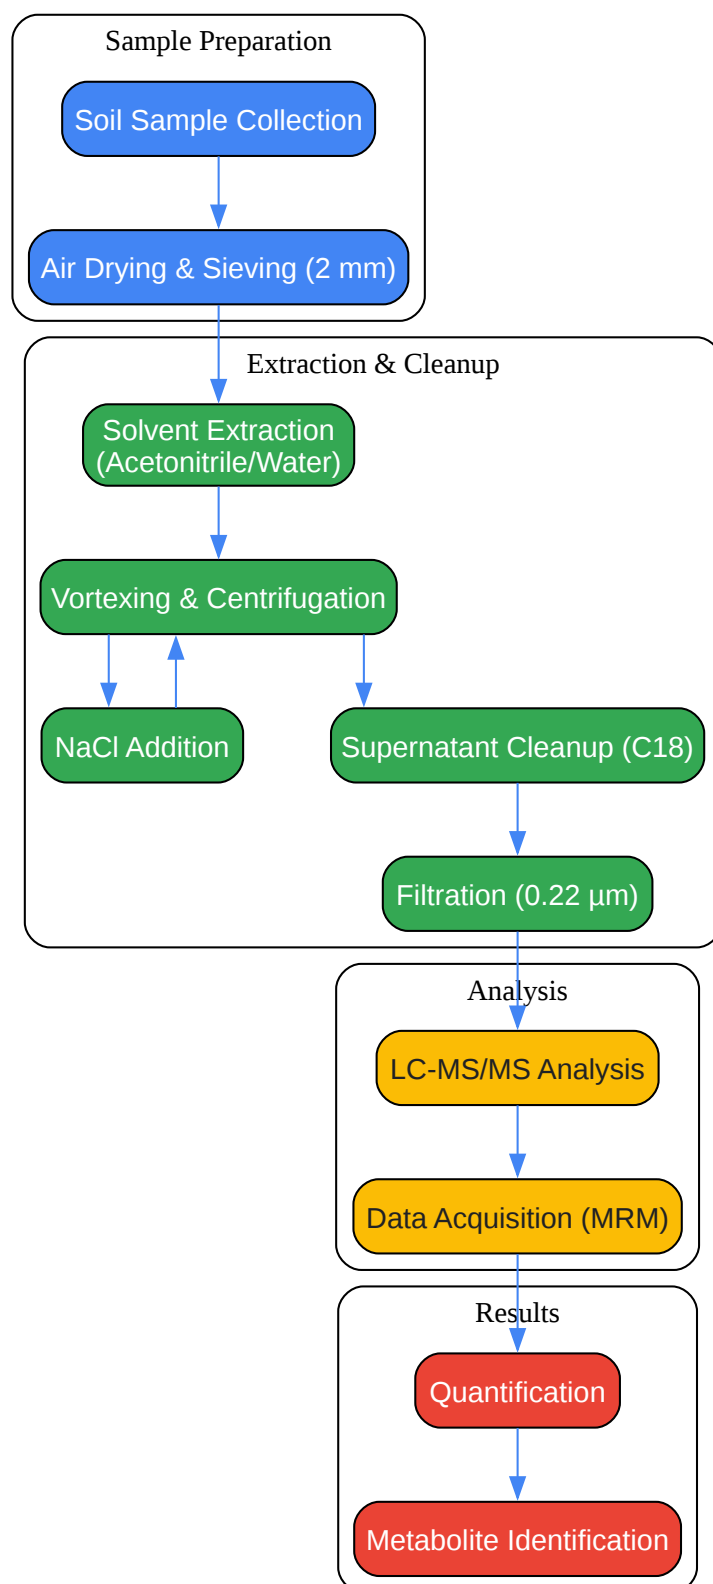 Sample Preparation
Soil Sample Collection
Air Drying & Sieving (2 mm)
Extraction & Cleanup
Solvent Extraction
(Acetonitrile/Water)
Vortexing & Centrifugation
NaCl Addition
Supernatant Cleanup (C18)
Filtration (0.22 µm)
Analysis
LC-MS/MS Analysis
Data Acquisition (MRM)
Results
Quantification
Metabolite Identification